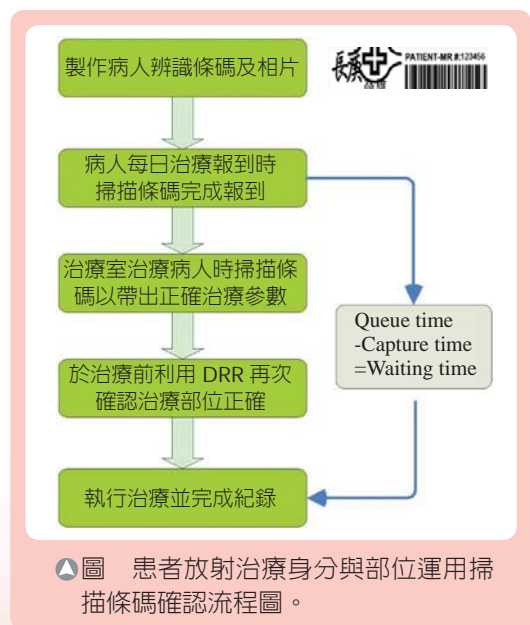 製作病人辨識條碼及相片
長庚
PATIENT-MR #:123456
病人每日治療報到時
掃描條碼完成報到
治療室治療病人時掃描條
碼以帶出正確治療參數
Queue time
-Capture time
=Waiting time
於治療前利用 DRR 再次
確認治療部位正確
執行治療並完成紀錄
圖 患者放射治療身分與部位運用掃
描條碼確認流程圖。